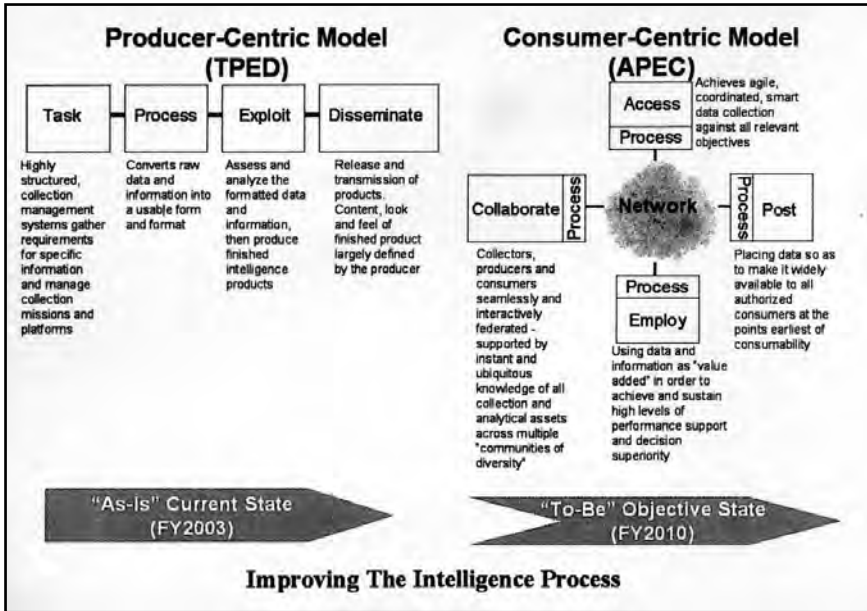 Producer-Centric Model
(TPED)
Task
Process
Exploit
Disseminate
Highly
structured,
collection
management
systems gather
requirements
for specific
information
and manage
collection
missions and
platforms
Converts raw
data and
information into
a usable form
and format
Assess and
analyze the
formatted data
and
information,
then produce
finished
intelligence
products
Release and
transmission of
products.
Content, look
and feel of
finished product
largely defined
by the producer
Consumer-Centric Model
(APEC)
Access
Process
Achieves agile,
coordinated, smart
data collection
against all relevant
objectives
Collaborate
Process
Network
Process
Post
Process
Employ
Collectors,
producers and
consumers
seamlessly and
interactively
federated -
supported by
instant and
ubiquitous
knowledge of all
collection and
analytical assets
across multiple
"communities of
diversity"
Using data and
information as "value
added" in order to
achieve and sustain
high levels of
performance support
and decision
superiority
Placing data so as
to make it widely
available to all
authorized
consumers at the
points earliest of
consumability
"As-Is" Current State
(FY2003)
"To-Be" Objective State
(FY2010)
Improving The Intelligence Process